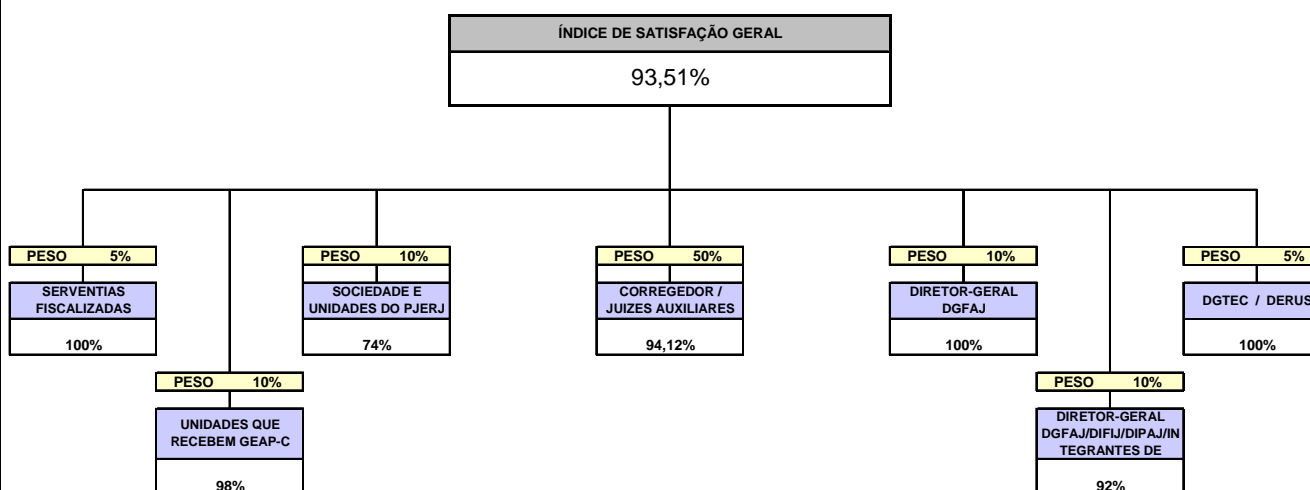 ÍNDICE DE SATISFAÇÃO GERAL
93,51%
PESO 5%
PESO 10%
PESO 50%
PESO 10%
PESO 5%
SERVENTIAS
FISCALIZADAS
100%
SOCIEDADE E
UNIDADES DO PJERJ
74%
CORREGEDOR /
JUIZES AUXILIARES
94,12%
DIRETOR-GERAL
DGFAJ
100%
DGTEC / DERUS
100%
PESO 10%
PESO 10%
UNIDADES QUE
RECEBEM GEAP-C
98%
DIRETOR-GERAL
DGFAJ/DIFIJ/DIPAJ/IN
TEGRANTES DE
92%